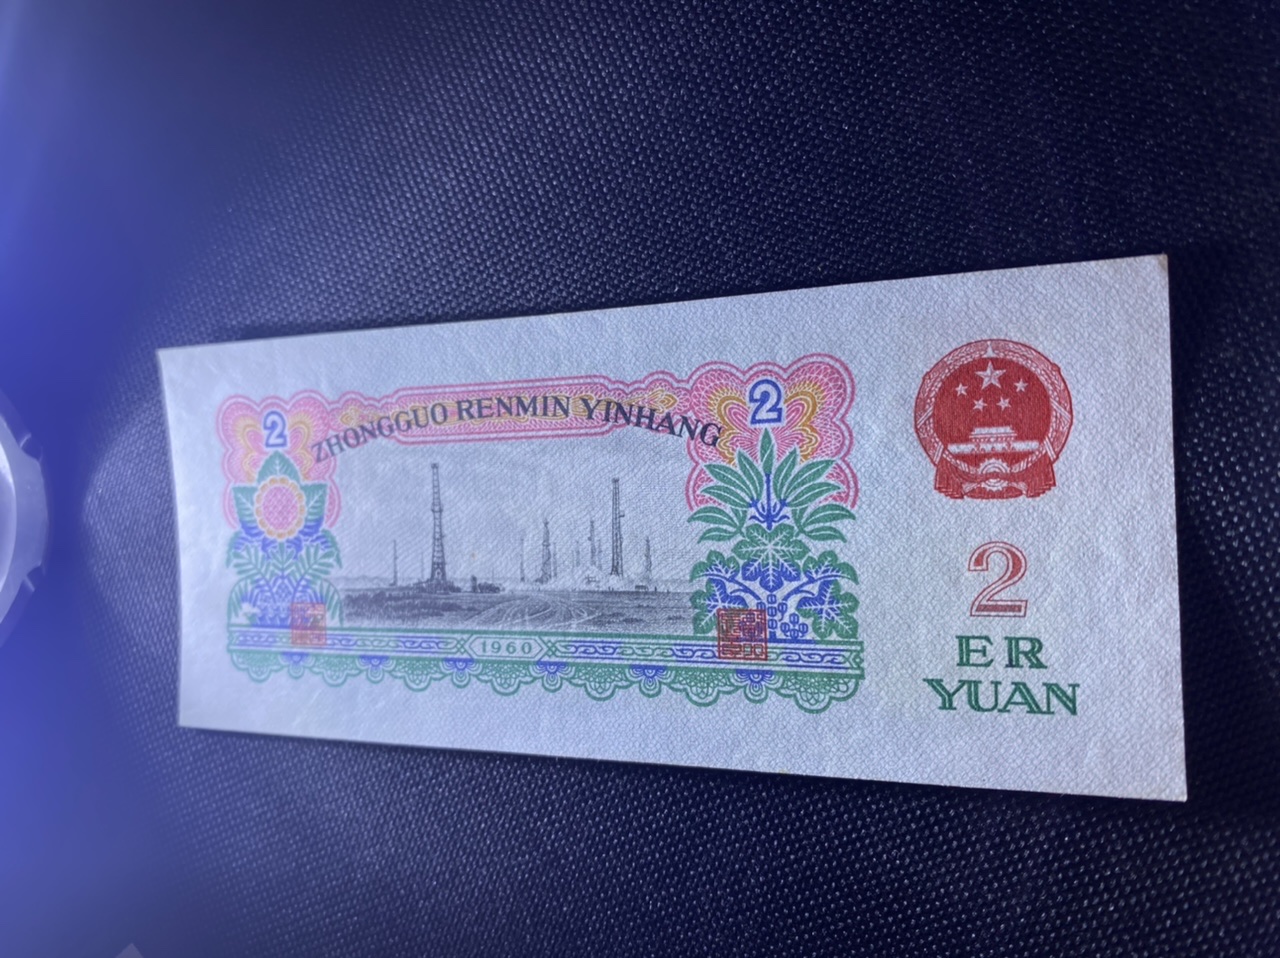 2
2
ZHONGGUO RENMIN YINHANG
1960
2
ER
YUAN